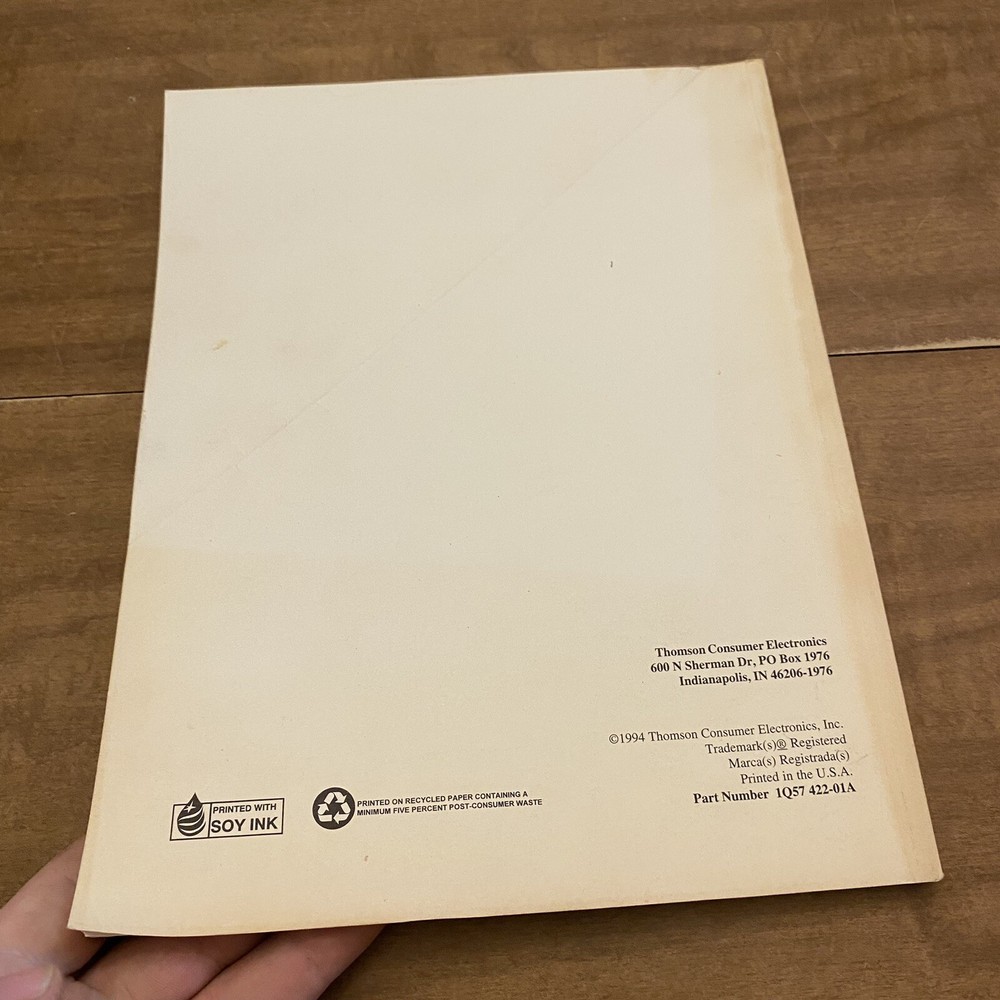 Thomson Consumer Electronics
600 N Sherman Dr, PO Box 1976
Indianapolis, IN 46206-1976
©1994 Thomson Consumer Electronics, Inc.
Trademark(s)® Registered
Marca(s) Registrada(s)
Printed in the U.S.A.
Part Number 1Q57 422-01A
PRINTED WITH
SOY INK
PRINTED ON RECYCLED PAPER CONTAINING A
MINIMUM FIVE PERCENT POST-CONSUMER WASTE